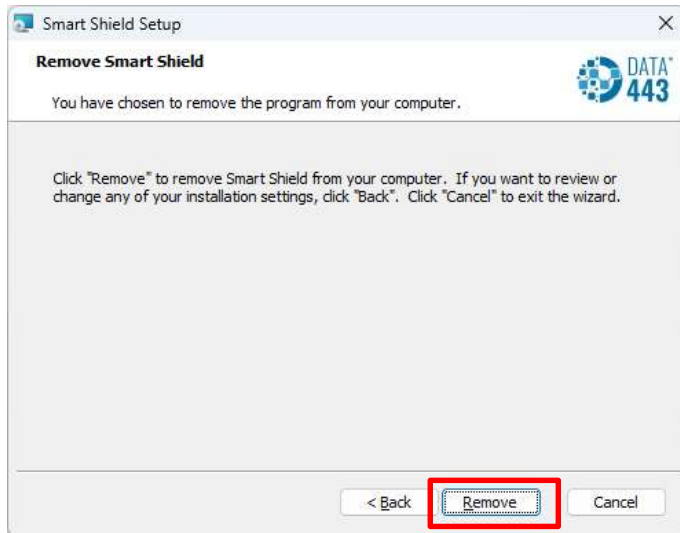 Smart Shield Setup
Remove Smart Shield
You have chosen to remove the program from your computer.
DATA
443
Click "Remove" to remove Smart Shield from your computer. If you want to review or
change any of your installation settings, click "Back". Click "Cancel" to exit the wizard.
< Back Remove Cancel